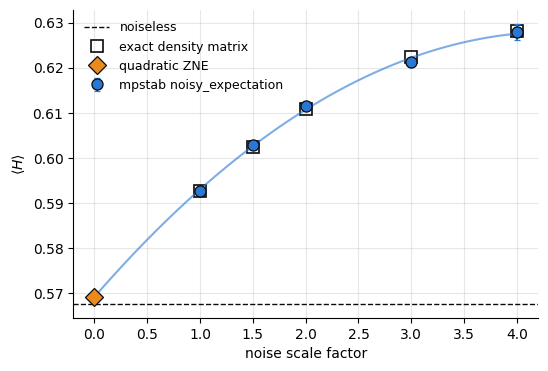 noiseless
exact density matrix
quadratic ZNE
mpstab noisy_expectation
0.63
0.62
0.61
0.60
0.59
0.58
0.57
⟨H⟩
0.0 0.5 1.0 1.5 2.0 2.5 3.0 3.5 4.0
noise scale factor